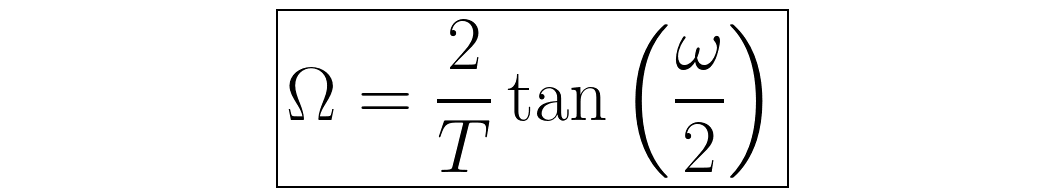 Ω = 2/T tan (ω/2)